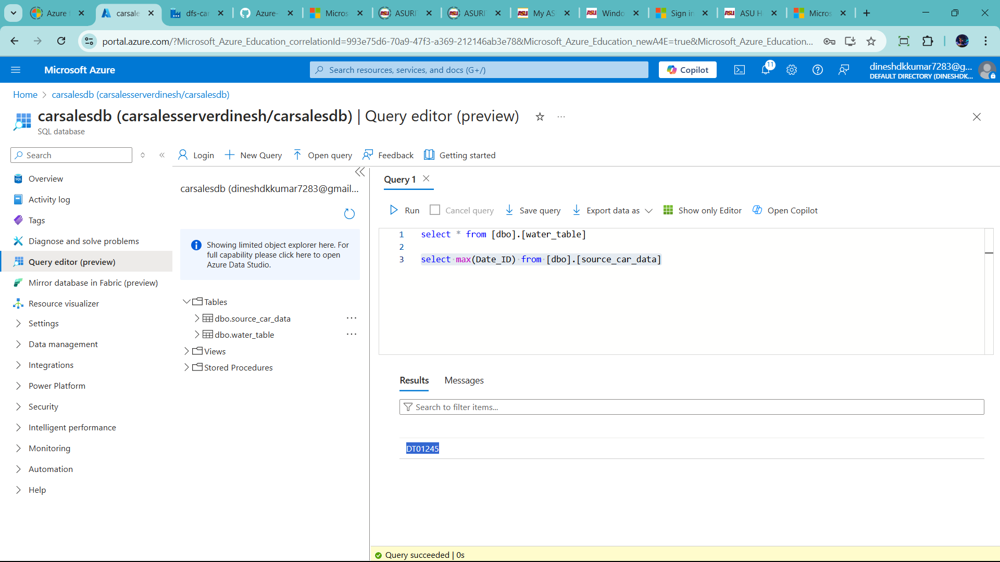 Azure
carsale
dfs-car
Azure-
Micros
ASURI
ASURI
My AS
Windo
Sign in
ASU H
Micros
portal.azure.com/?Microsoft_Azure_Education_correlationId=993e75d6-70a9-47f3-a369-212146ab3e78&Microsoft_Azure_Education_newA4E=true&Microsoft_Azure_Education...
Microsoft Azure
Search resources, services, and docs (G+/)
Copilot
11
dineshdkkumar7283@g...
DEFAULT DIRECTORY (DINESHDK...
Home > carsalesdb (carsalesserverdinesh/carsalesdb)
carsalesdb (carsalesserverdinesh/carsalesdb) | Query editor (preview)
SQL database
Search
Overview
Activity log
Tags
Diagnose and solve problems
Query editor (preview)
Mirror database in Fabric (preview)
Resource visualizer
Settings
Data management
Integrations
Power Platform
Security
Intelligent performance
Monitoring
Automation
Help
Login
New Query
Open query
Feedback
Getting started
carsalesdb (dineshdkkumar7283@gmail...
Showing limited object explorer here. For
full capability please click here to open
Azure Data Studio.
Tables
dbo.source_car_data
dbo.water_table
Views
Stored Procedures
Query 1
Run
Cancel query
Save query
Export data as
Show only Editor
Open Copilot
1 select * from [dbo].[water_table]
2
3 select max(Date_ID) from [dbo].[source_car_data]
Results
Messages
Search to filter items...
DT01245
Query succeeded | 0s